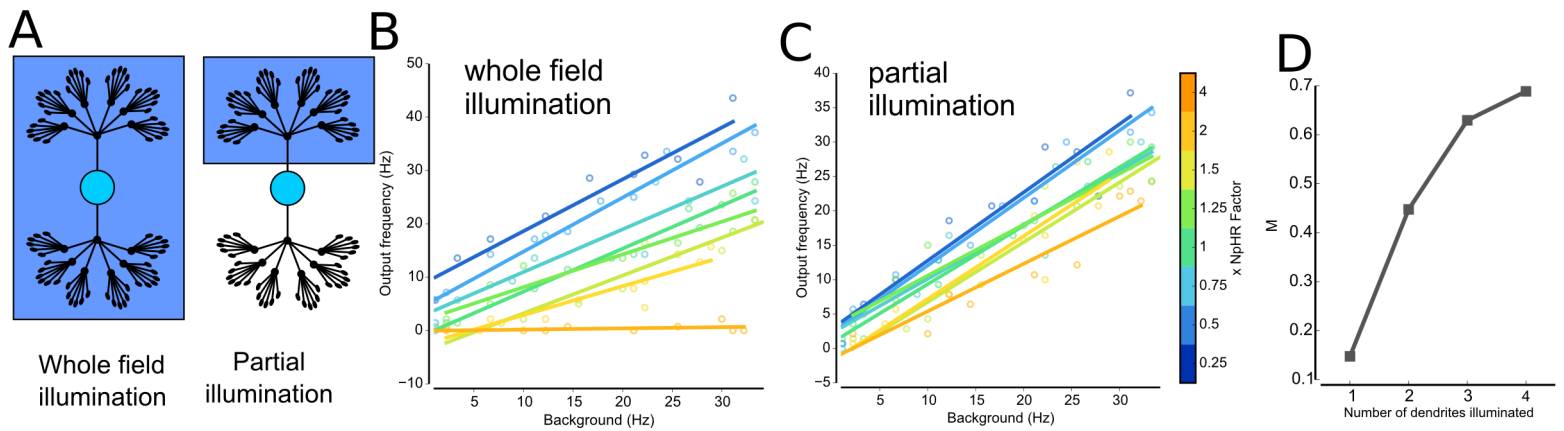 A
Whole field
illumination
Partial
illumination
B
whole field
illumination
50
40
30
20
10
0
−10
Output frequency (Hz)
5
10
15
20
25
30
Background (Hz)
C
partial
illumination
40
35
30
25
20
15
10
5
0
−5
Output frequency (Hz)
5
10
15
20
25
30
Background (Hz)
4
2
1.5
1.25
1
0.75
0.5
0.25
x NpHR Factor
D
0.7
0.6
0.5
0.4
0.3
0.2
0.1
M
1
2
3
4
Number of dendrites illuminated